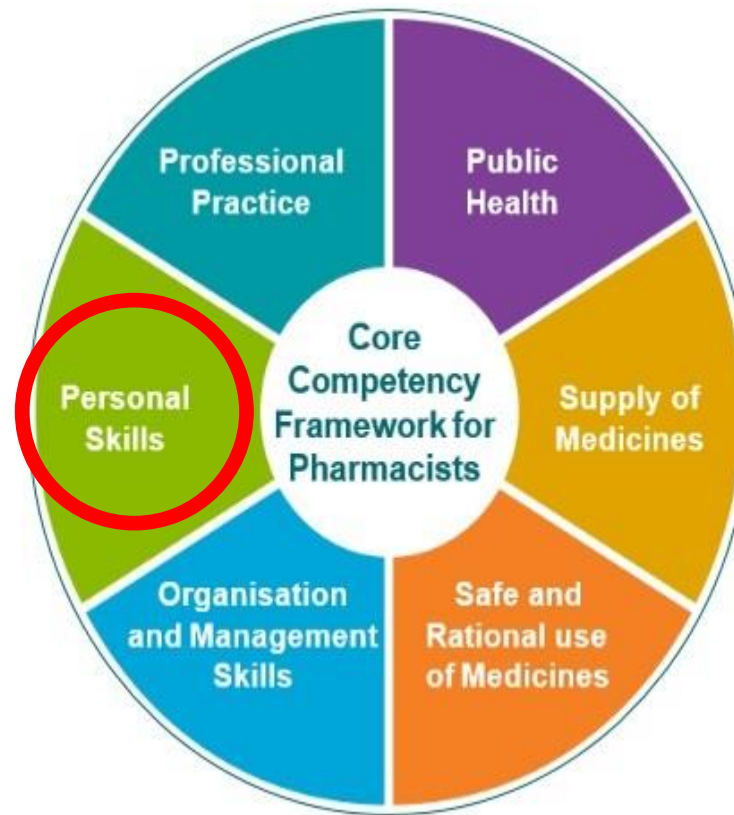 Professional
Practice
Public
Health
Core
Competency
Framework for
Pharmacists
Personal
Skills
Supply of
Medicines
Organisation
and Management
Skills
Safe and
Rational use
of Medicines